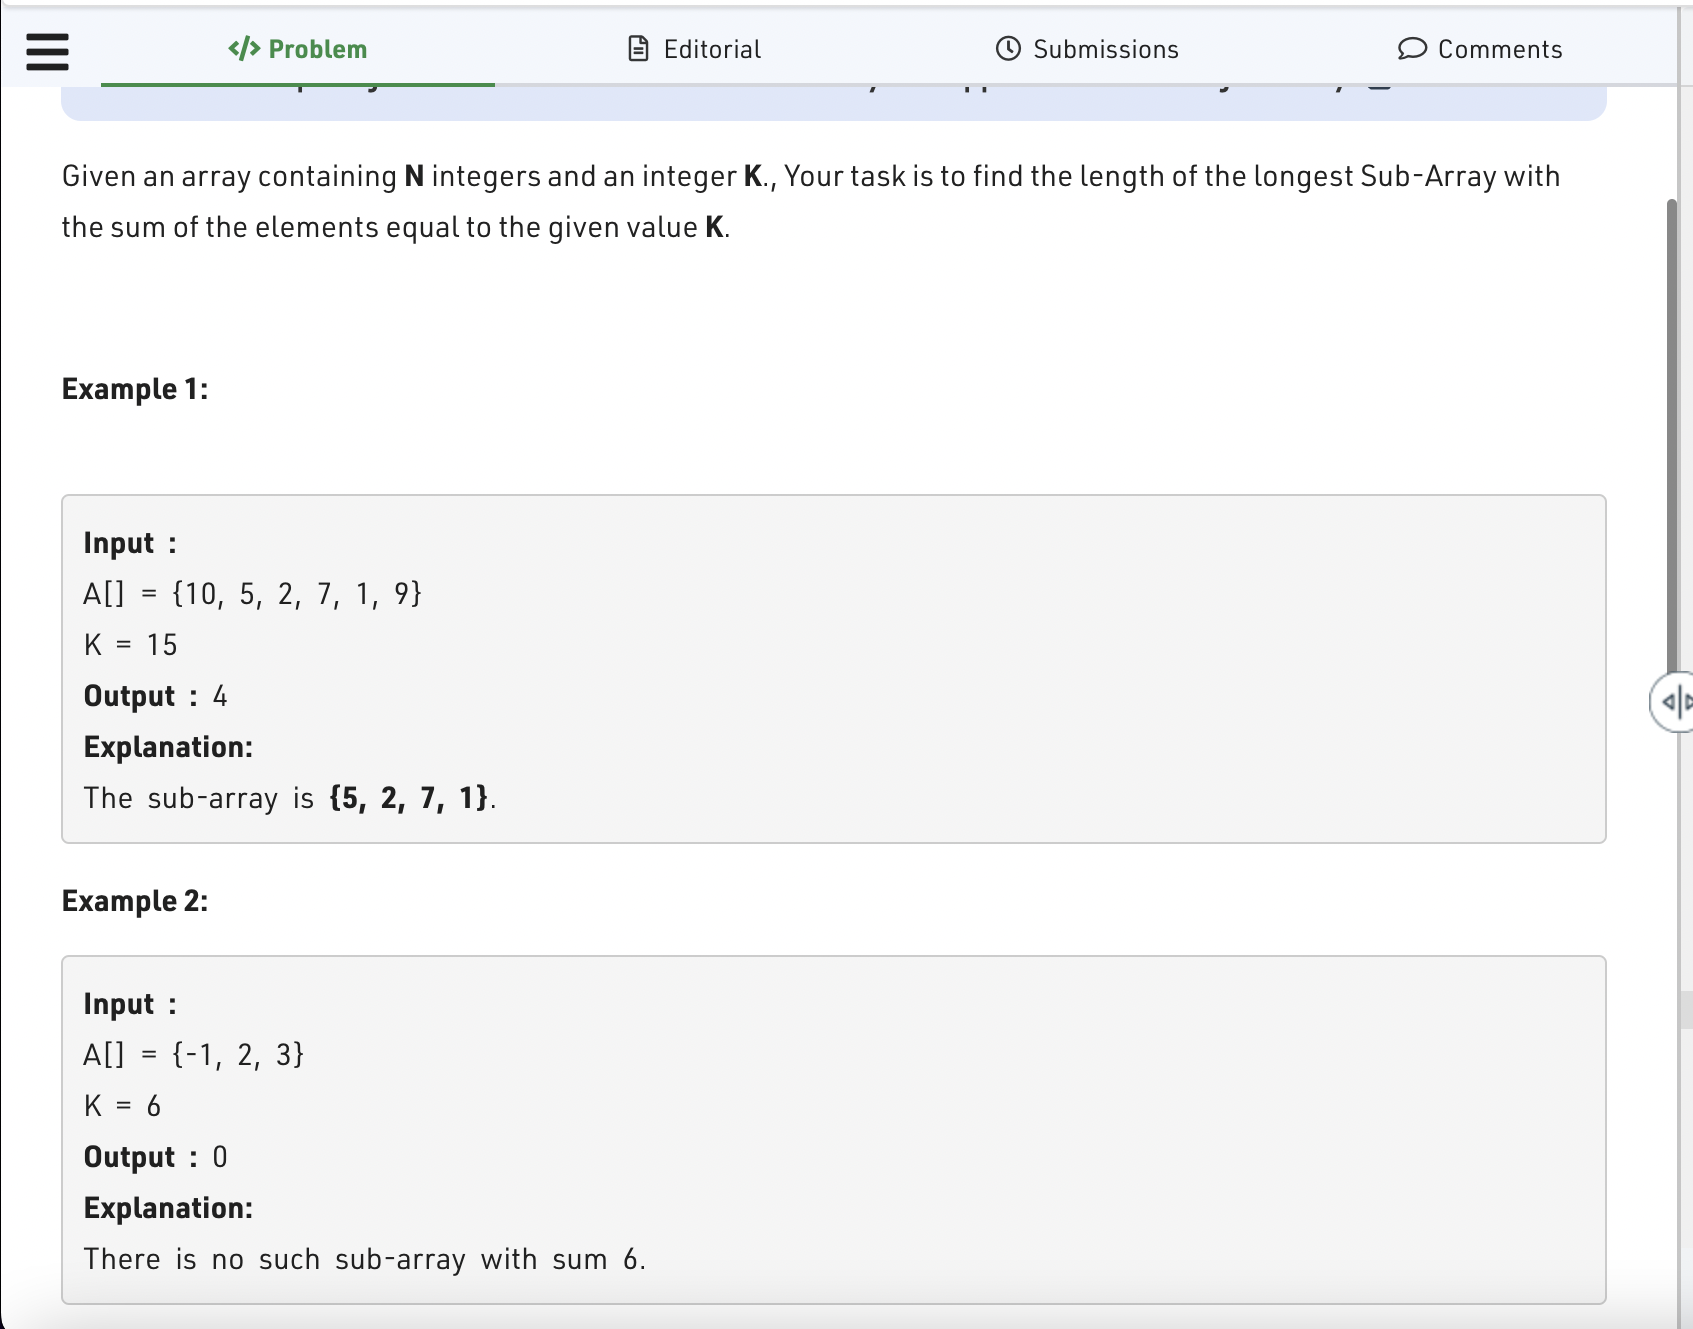 Problem
Editorial
Submissions
Comments
Given an array containing N integers and an integer K., Your task is to find the length of the longest Sub-Array with
the sum of the elements equal to the given value K.
Example 1:
Input :
A[] = {10, 5, 2, 7, 1, 9}
K = 15
Output : 4
Explanation:
The sub-array is {5, 2, 7, 1}.
Example 2:
Input :
A[] = {-1, 2, 3}
K = 6
Output : 0
Explanation:
There is no such sub-array with sum 6.